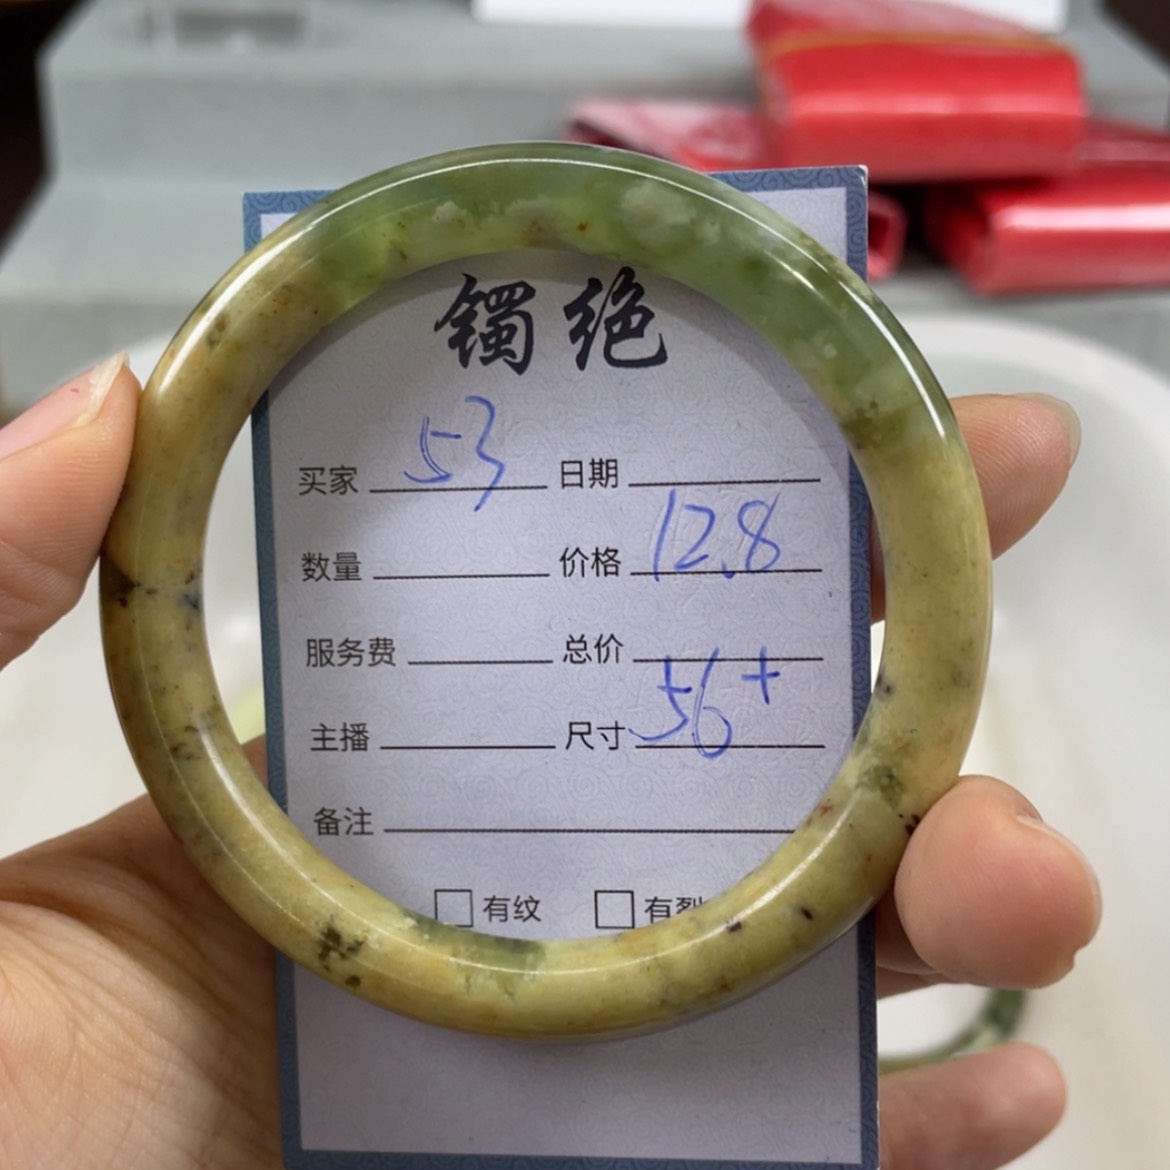 镯绝
买家 53 日期
数量 价格 12.8
服务费 总价
主播 尺寸 56+
备注
有纹 有裂